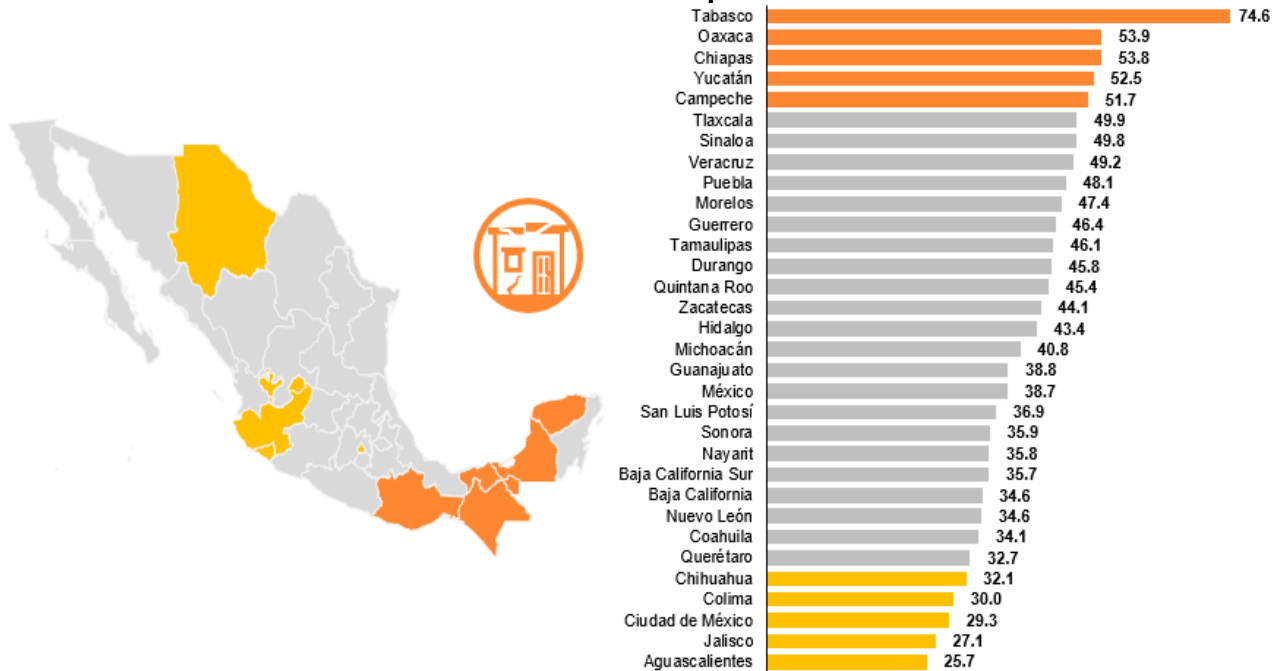 Tabasco 74.6
Oaxaca 53.9
Chiapas 53.8
Yucatán 52.5
Campeche 51.7
Tlaxcala 49.9
Sinaloa 49.8
Veracruz 49.2
Puebla 48.1
Morelos 47.4
Guerrero 46.4
Tamaulipas 46.1
Durango 45.8
Quintana Roo 45.4
Zacatecas 44.1
Hidalgo 43.4
Michoacán 40.8
Guanajuato 38.8
México 38.7
San Luis Potosí 36.9
Sonora 35.9
Nayarit 35.8
Baja California Sur 35.7
Baja California 34.6
Nuevo León 34.6
Coahuila 34.1
Querétaro 32.7
Chihuahua 32.1
Colima 30.0
Ciudad de México 29.3
Jalisco 27.1
Aguascalientes 25.7